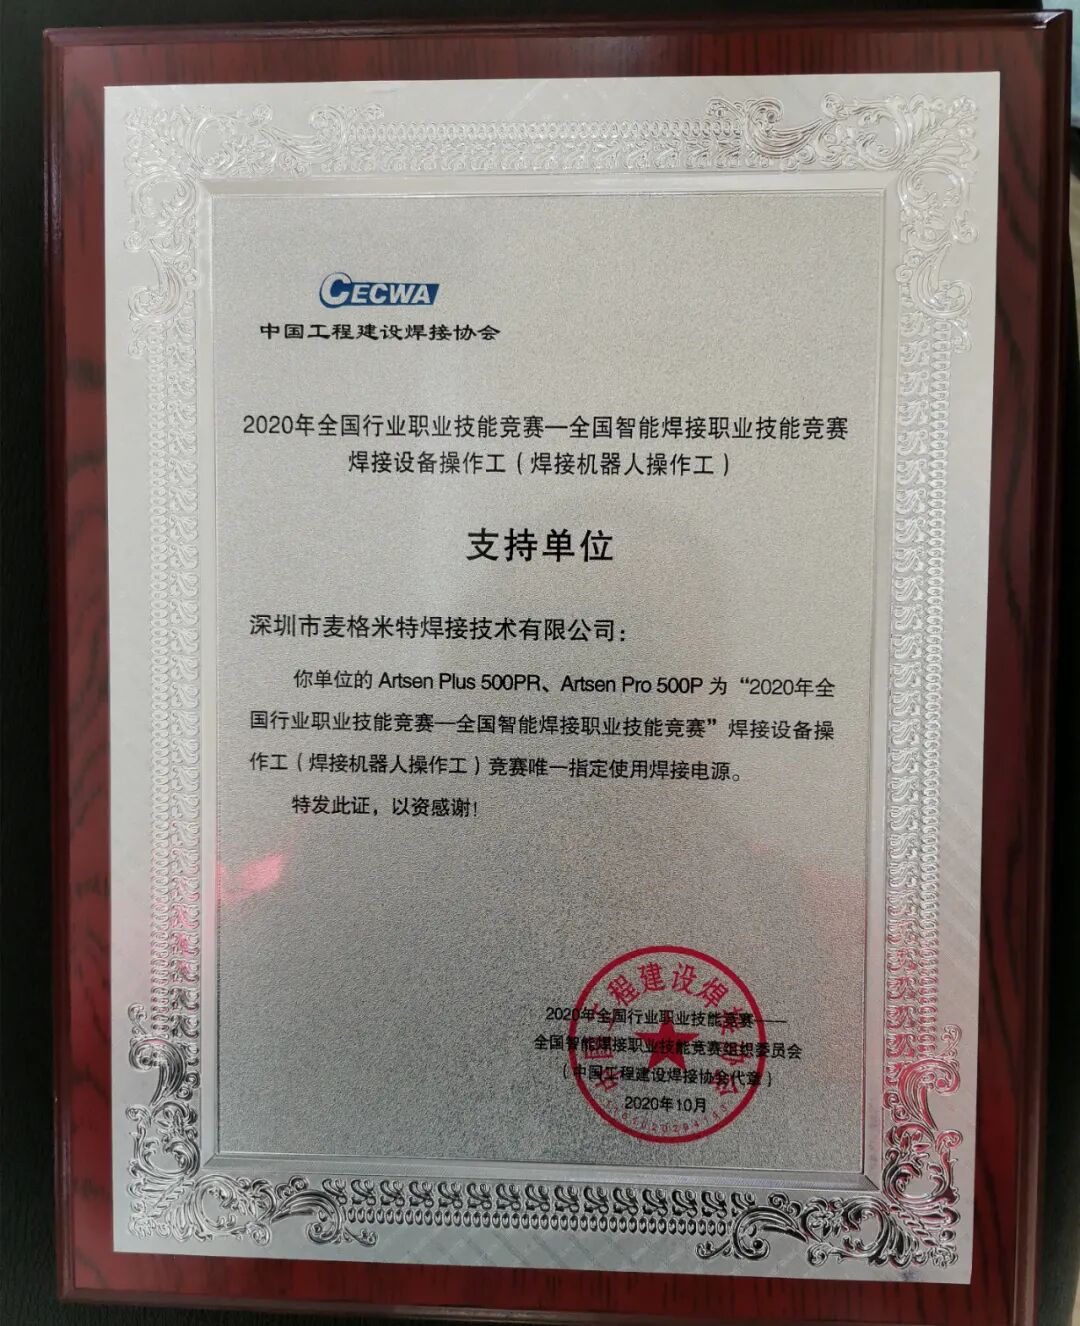 CECWA
中国工程建设焊接协会
2020年全国行业职业技能竞赛—全国智能焊接职业技能竞赛
焊接设备操作工（焊接机器人操作工）
支持单位
深圳市麦格米特焊接技术有限公司：
你单位的 Artsen Plus 500PR、Artsen Pro 500P 为“2020年全
国行业职业技能竞赛—全国智能焊接职业技能竞赛”焊接设备操
作工（焊接机器人操作工）竞赛唯一指定使用焊接电源。
特发此证，以资感谢！
中国工程建设焊接协会
2020年全国行业职业技能竞赛——
全国智能焊接职业技能竞赛组织委员会
（中国工程建设焊接协会代章）
2020年10月